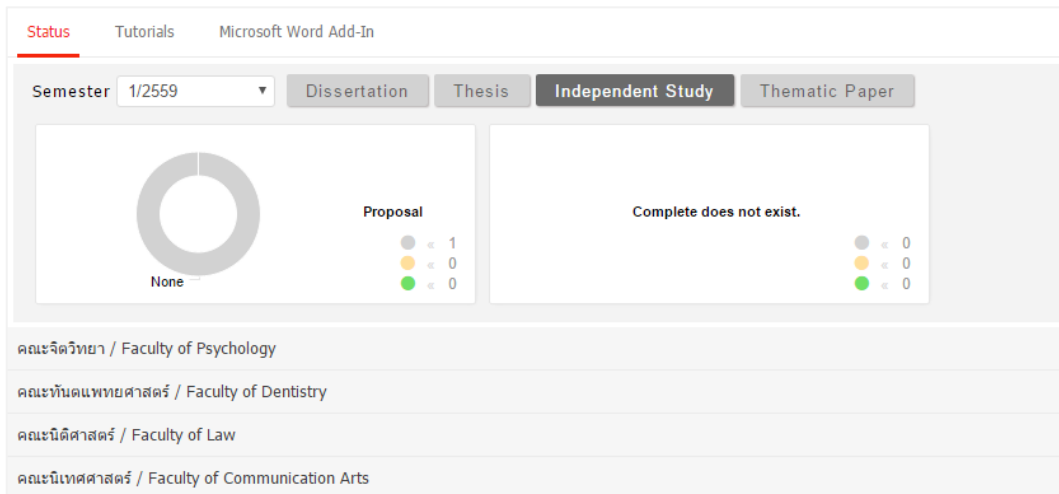 Status Tutorials Microsoft Word Add-In
Semester 1/2559 Dissertation Thesis Independent Study Thematic Paper
None
Proposal
« 1
« 0
« 0
Complete does not exist.
« 0
« 0
« 0
คณะจิตวิทยา / Faculty of Psychology
คณะทันตแพทยศาสตร์ / Faculty of Dentistry
คณะนิติศาสตร์ / Faculty of Law
คณะนิเทศศาสตร์ / Faculty of Communication Arts